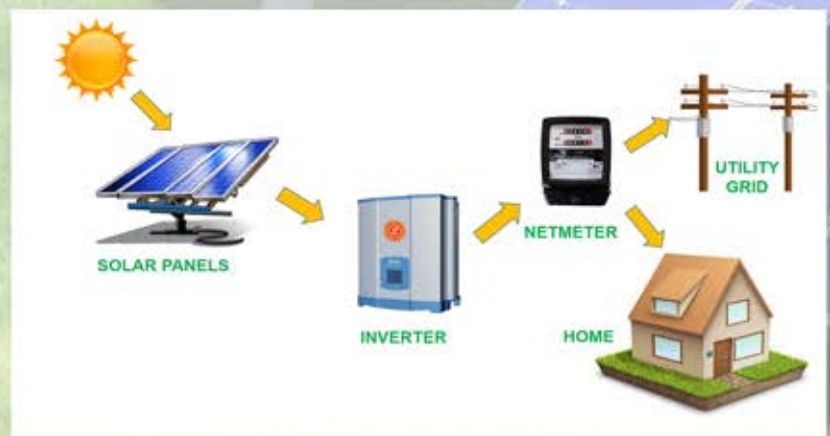 SOLAR PANELS
INVERTER
NETMETER
UTILITY
GRID
HOME